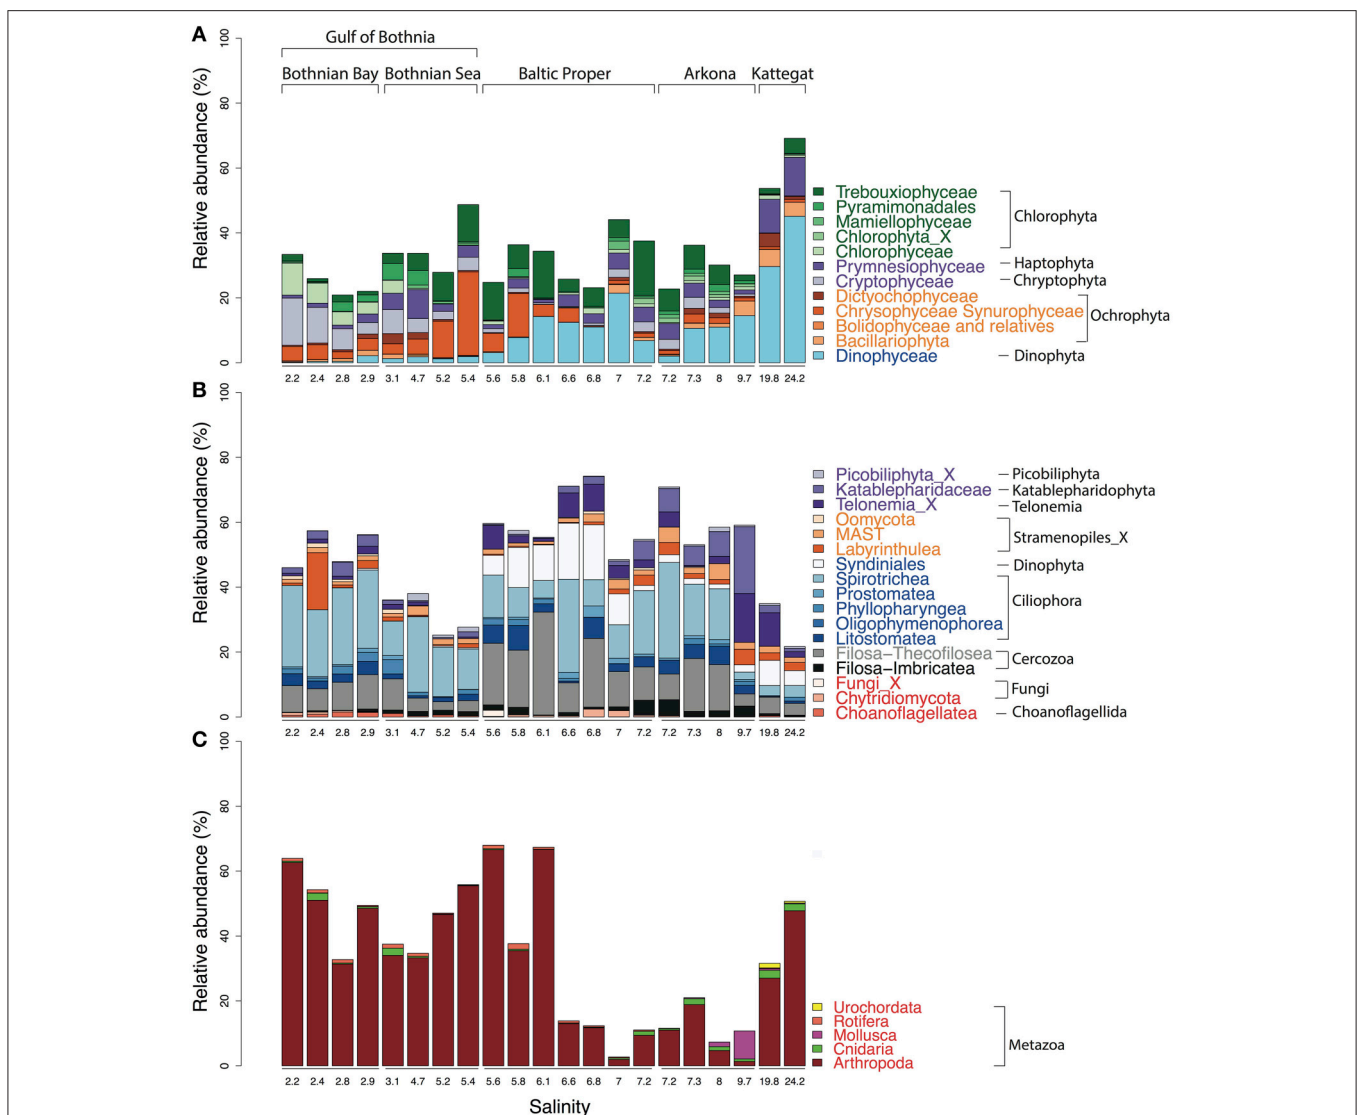 A
Gulf of Bothnia
Bothnian Bay Bothnian Sea Baltic Proper Arkona Kattegat
Relative abundance (%)
0 20 40 60 80 100
Trebouxiophyceae
Pyramimonadales
Mamiellophyceae
Chlorophyta_X
Chlorophyceae
Prymnesiophyceae
Cryptophyceae
Dictyochophyceae
Chrysophyceae Synurophyceae
Bolidophyceae and relatives
Bacillariophyta
Dinophyceae
Chlorophyta
Haptophyta
Chryptophyta
Ochrophyta
Dinophyta
2.2 2.4 2.8 2.9 3.1 4.7 5.2 5.4 5.6 5.8 6.1 6.6 6.8 7 7.2 7.2 7.3 8 9.7 19.8 24.2
B
Relative abundance (%)
0 20 40 60 80 100
Picobiliphyta_X
Katablepharidaceae
Telonemia_X
Oomycota
MAST
Labyrinthulea
Syndiniales
Spirotrichea
Prostomatea
Phyllopharyngea
Oligophymenophorea
Litostomatea
Filosa-Thecofilosea
Filosa-Imbricatea
Fungi_X
Chytridiomycota
Choanoflagellatea
Picobiliphyta
Katablepharidophyta
Telonemia
Stramenopiles_X
Dinophyta
Ciliophora
Cercozoa
Fungi
Choanoflagellida
2.2 2.4 2.8 2.9 3.1 4.7 5.2 5.4 5.6 5.8 6.1 6.6 6.8 7 7.2 7.2 7.3 8 9.7 19.8 24.2
C
Relative abundance (%)
0 20 40 60 80 100
Urochordata
Rotifera
Mollusca
Cnidaria
Arthropoda
Metazoa
2.2 2.4 2.8 2.9 3.1 4.7 5.2 5.4 5.6 5.8 6.1 6.6 6.8 7 7.2 7.2 7.3 8 9.7 19.8 24.2
Salinity